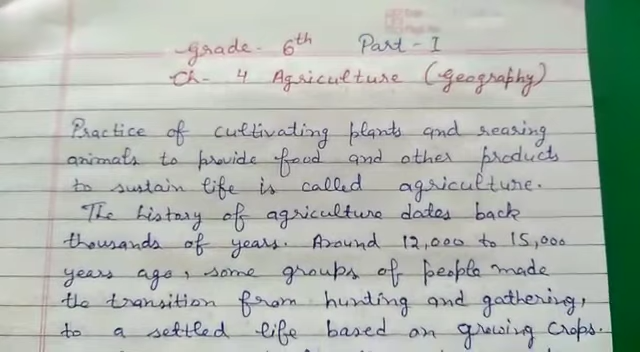 grade - 6th Part - I
Ch - 4 Agriculture (Geography)
Practice of cultivating plants and rearing
animals to provide food and other products
to sustain life is called agriculture.
The history of agriculture dates back
thousands of years. Around 12,000 to 15,000
years ago, some groups of people made
the transition from hunting and gathering,
to a settled life based on growing crops.